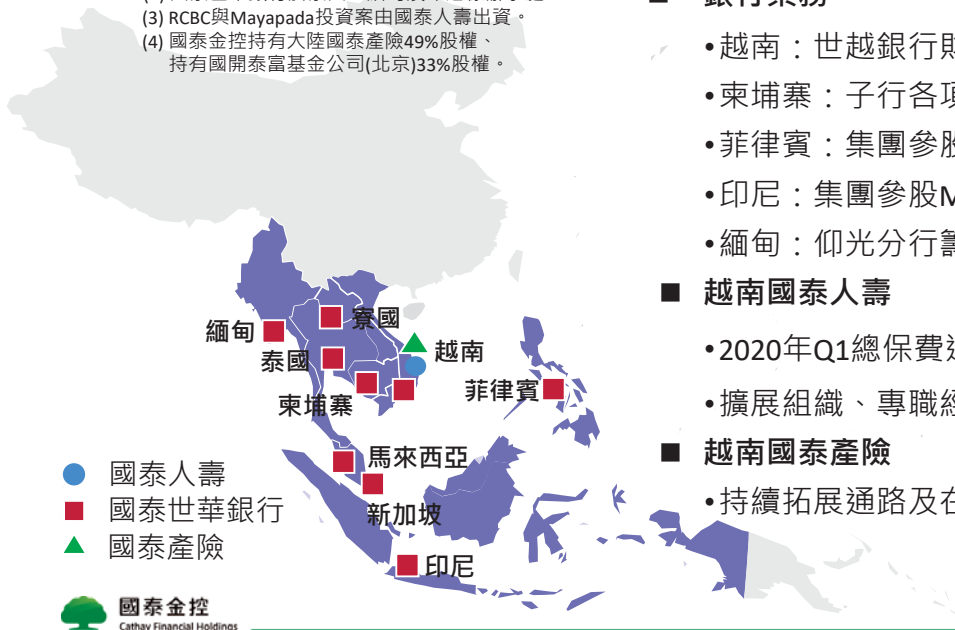 (3) RCBC與Mayapada投資案由國泰人壽出資。
(4) 國泰金控持有大陸國泰產險49%股權、
持有國開泰富基金公司(北京)33%股權。
•越南：世越銀行
•柬埔寨：子行各項
•菲律賓：集團參股
•印尼：集團參股M
•緬甸：仰光分行籌
■ 越南國泰人壽
•2020年Q1總保費
•擴展組織、專職經
■ 越南國泰產險
•持續拓展通路及在
緬甸
寮國
泰國
越南
柬埔寨
菲律賓
馬來西亞
新加坡
印尼
國泰人壽
國泰世華銀行
國泰產險
國泰金控
Cathay Financial Holdings